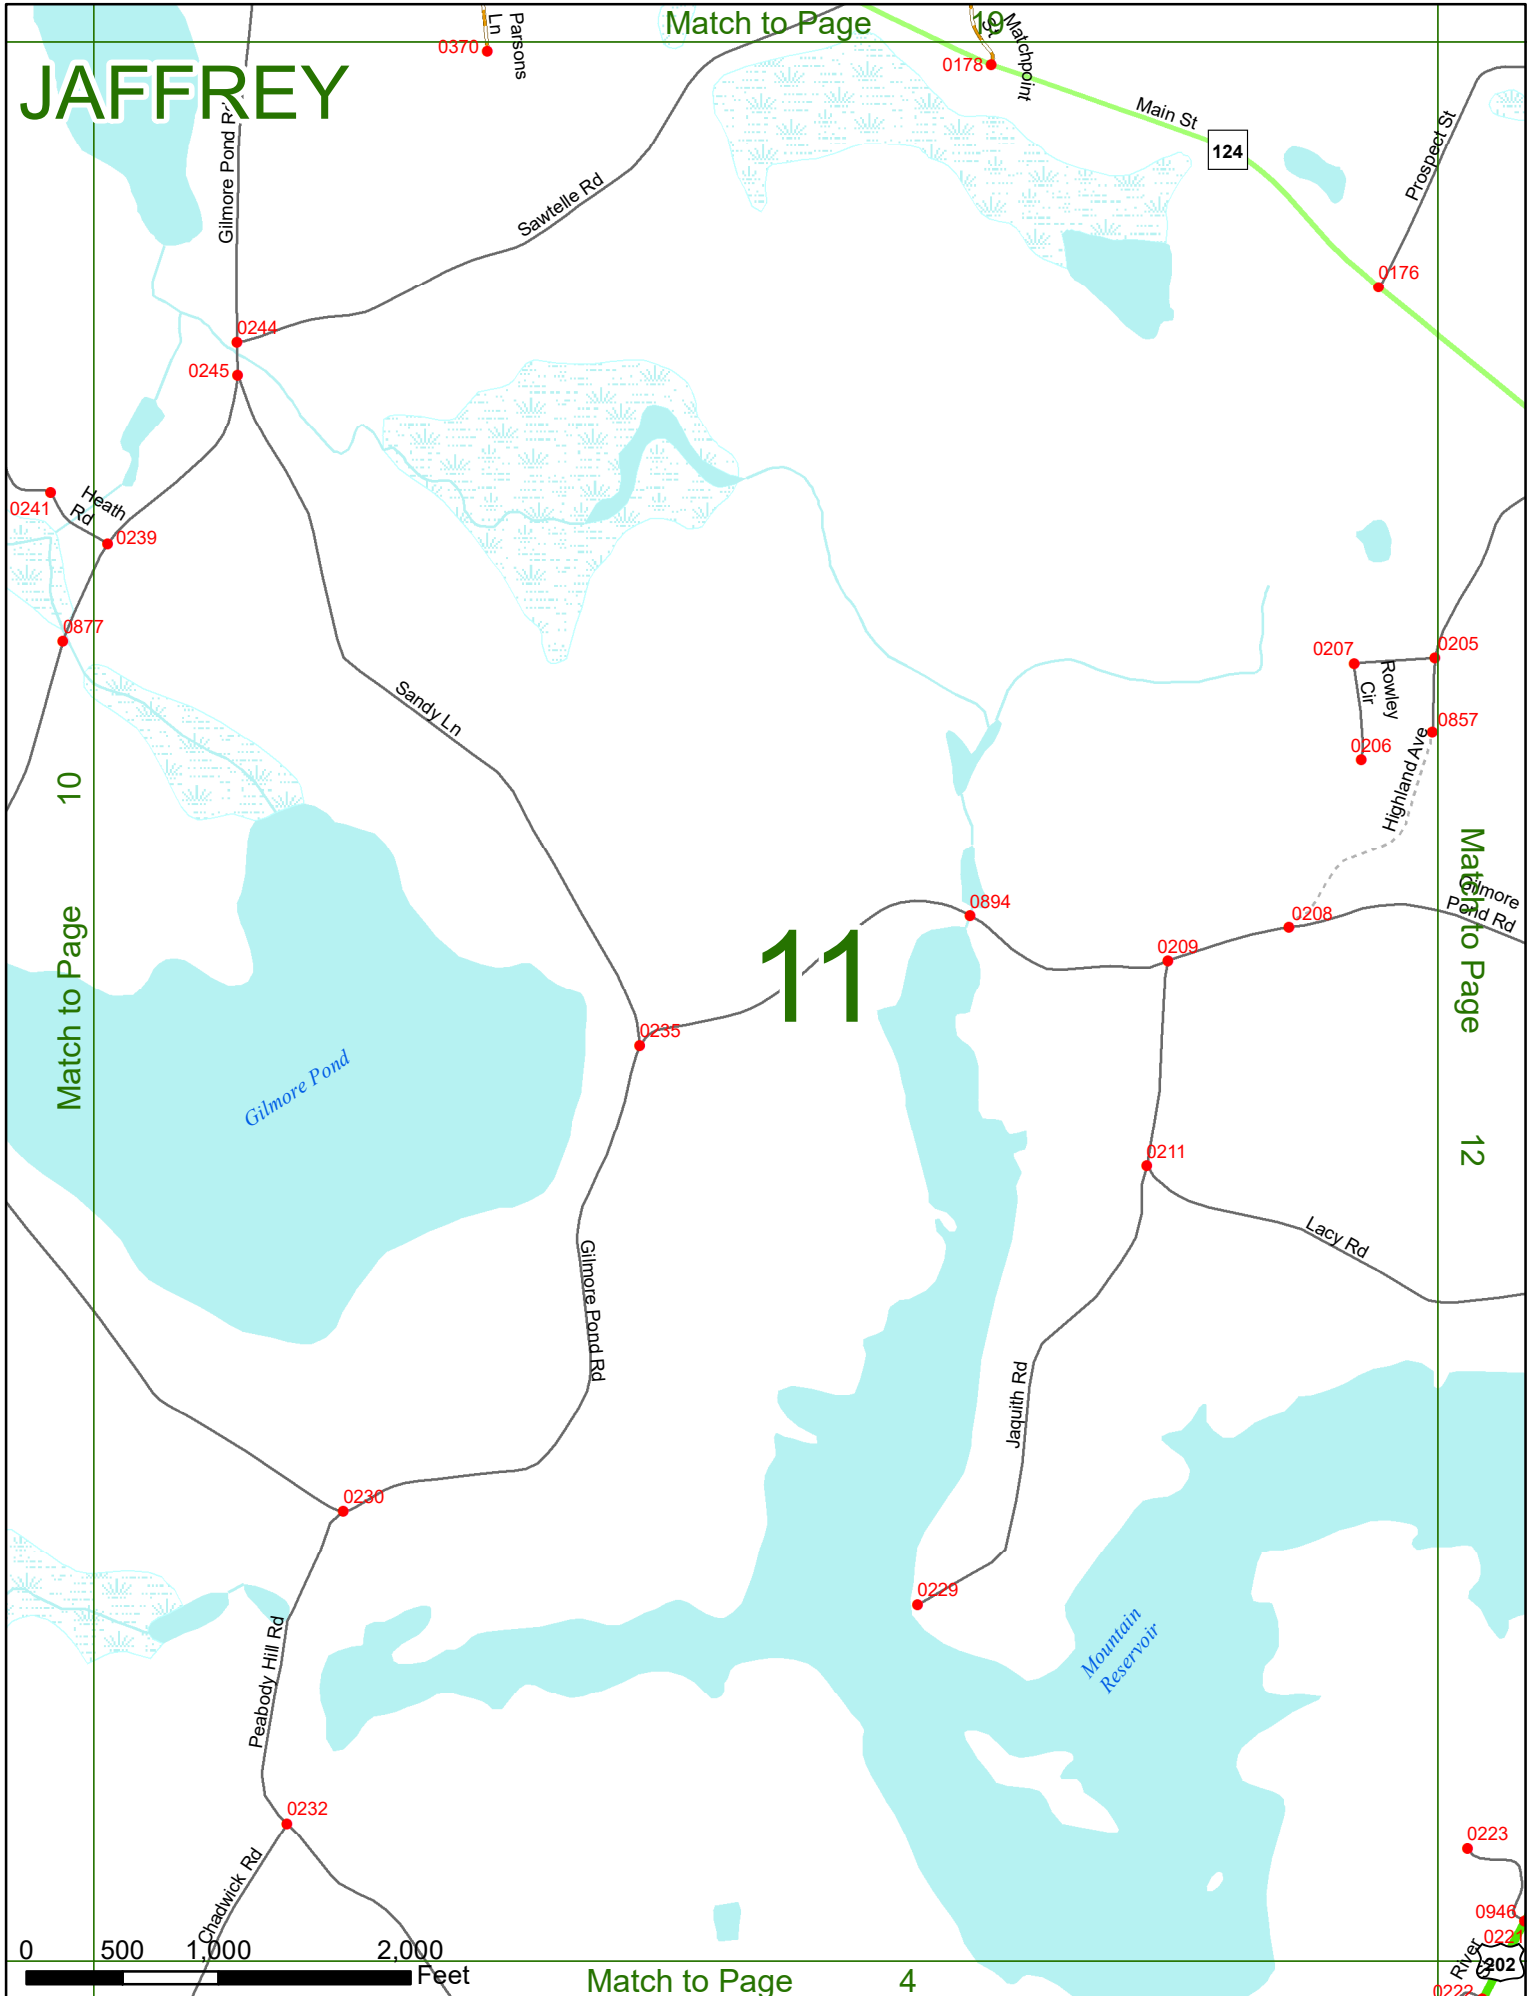 Match to Page 19
JAFFREY
Parsons
Ln
0370
Matchpoint
St
0178
Main St
124
Prospect St
0176
Gilmore Pond
Sawtelle Rd
0244
0245
Heath
Rd
0241
0239
0877
Sandy Ln
0207
0205
Rowley
Cir
0857
0206
Highland Ave
Match to Page 10
Match to Page 12
Gilmore
Pond Rd
0894
0208
0209
11
0235
Gilmore Pond
0211
Lacy Rd
Gilmore Pond Rd
Jaquith Rd
0230
0229
Mountain
Reservoir
Peabody Hill Rd
0232
Chadwick Rd
0223
0946
0221
River
St
202
0222
0 500 1,000 2,000
Feet
Match to Page 4